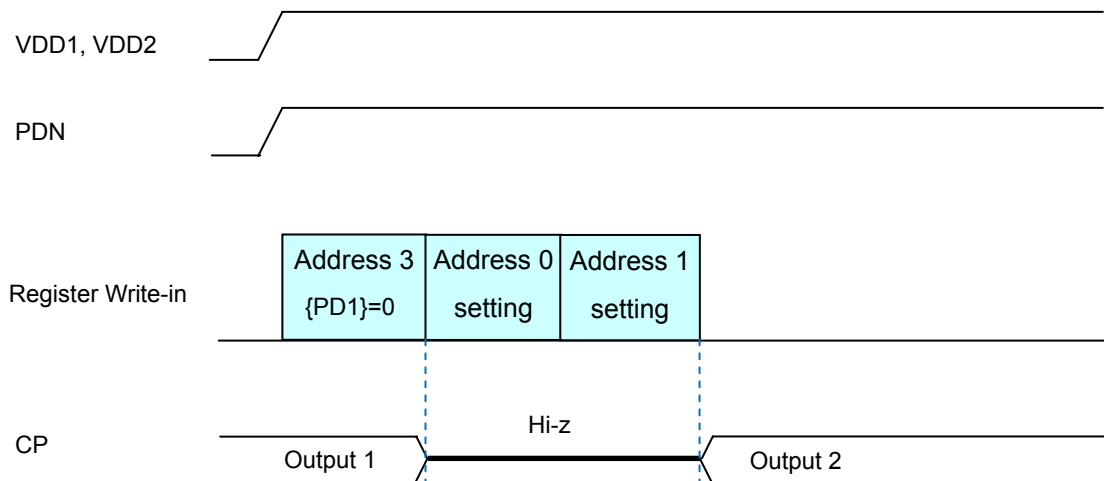 VDD1, VDD2
PDN
Register Write-in
Address 3
{PD1}=0
Address 0
setting
Address 1
setting
CP
Output 1
Hi-z
Output 2